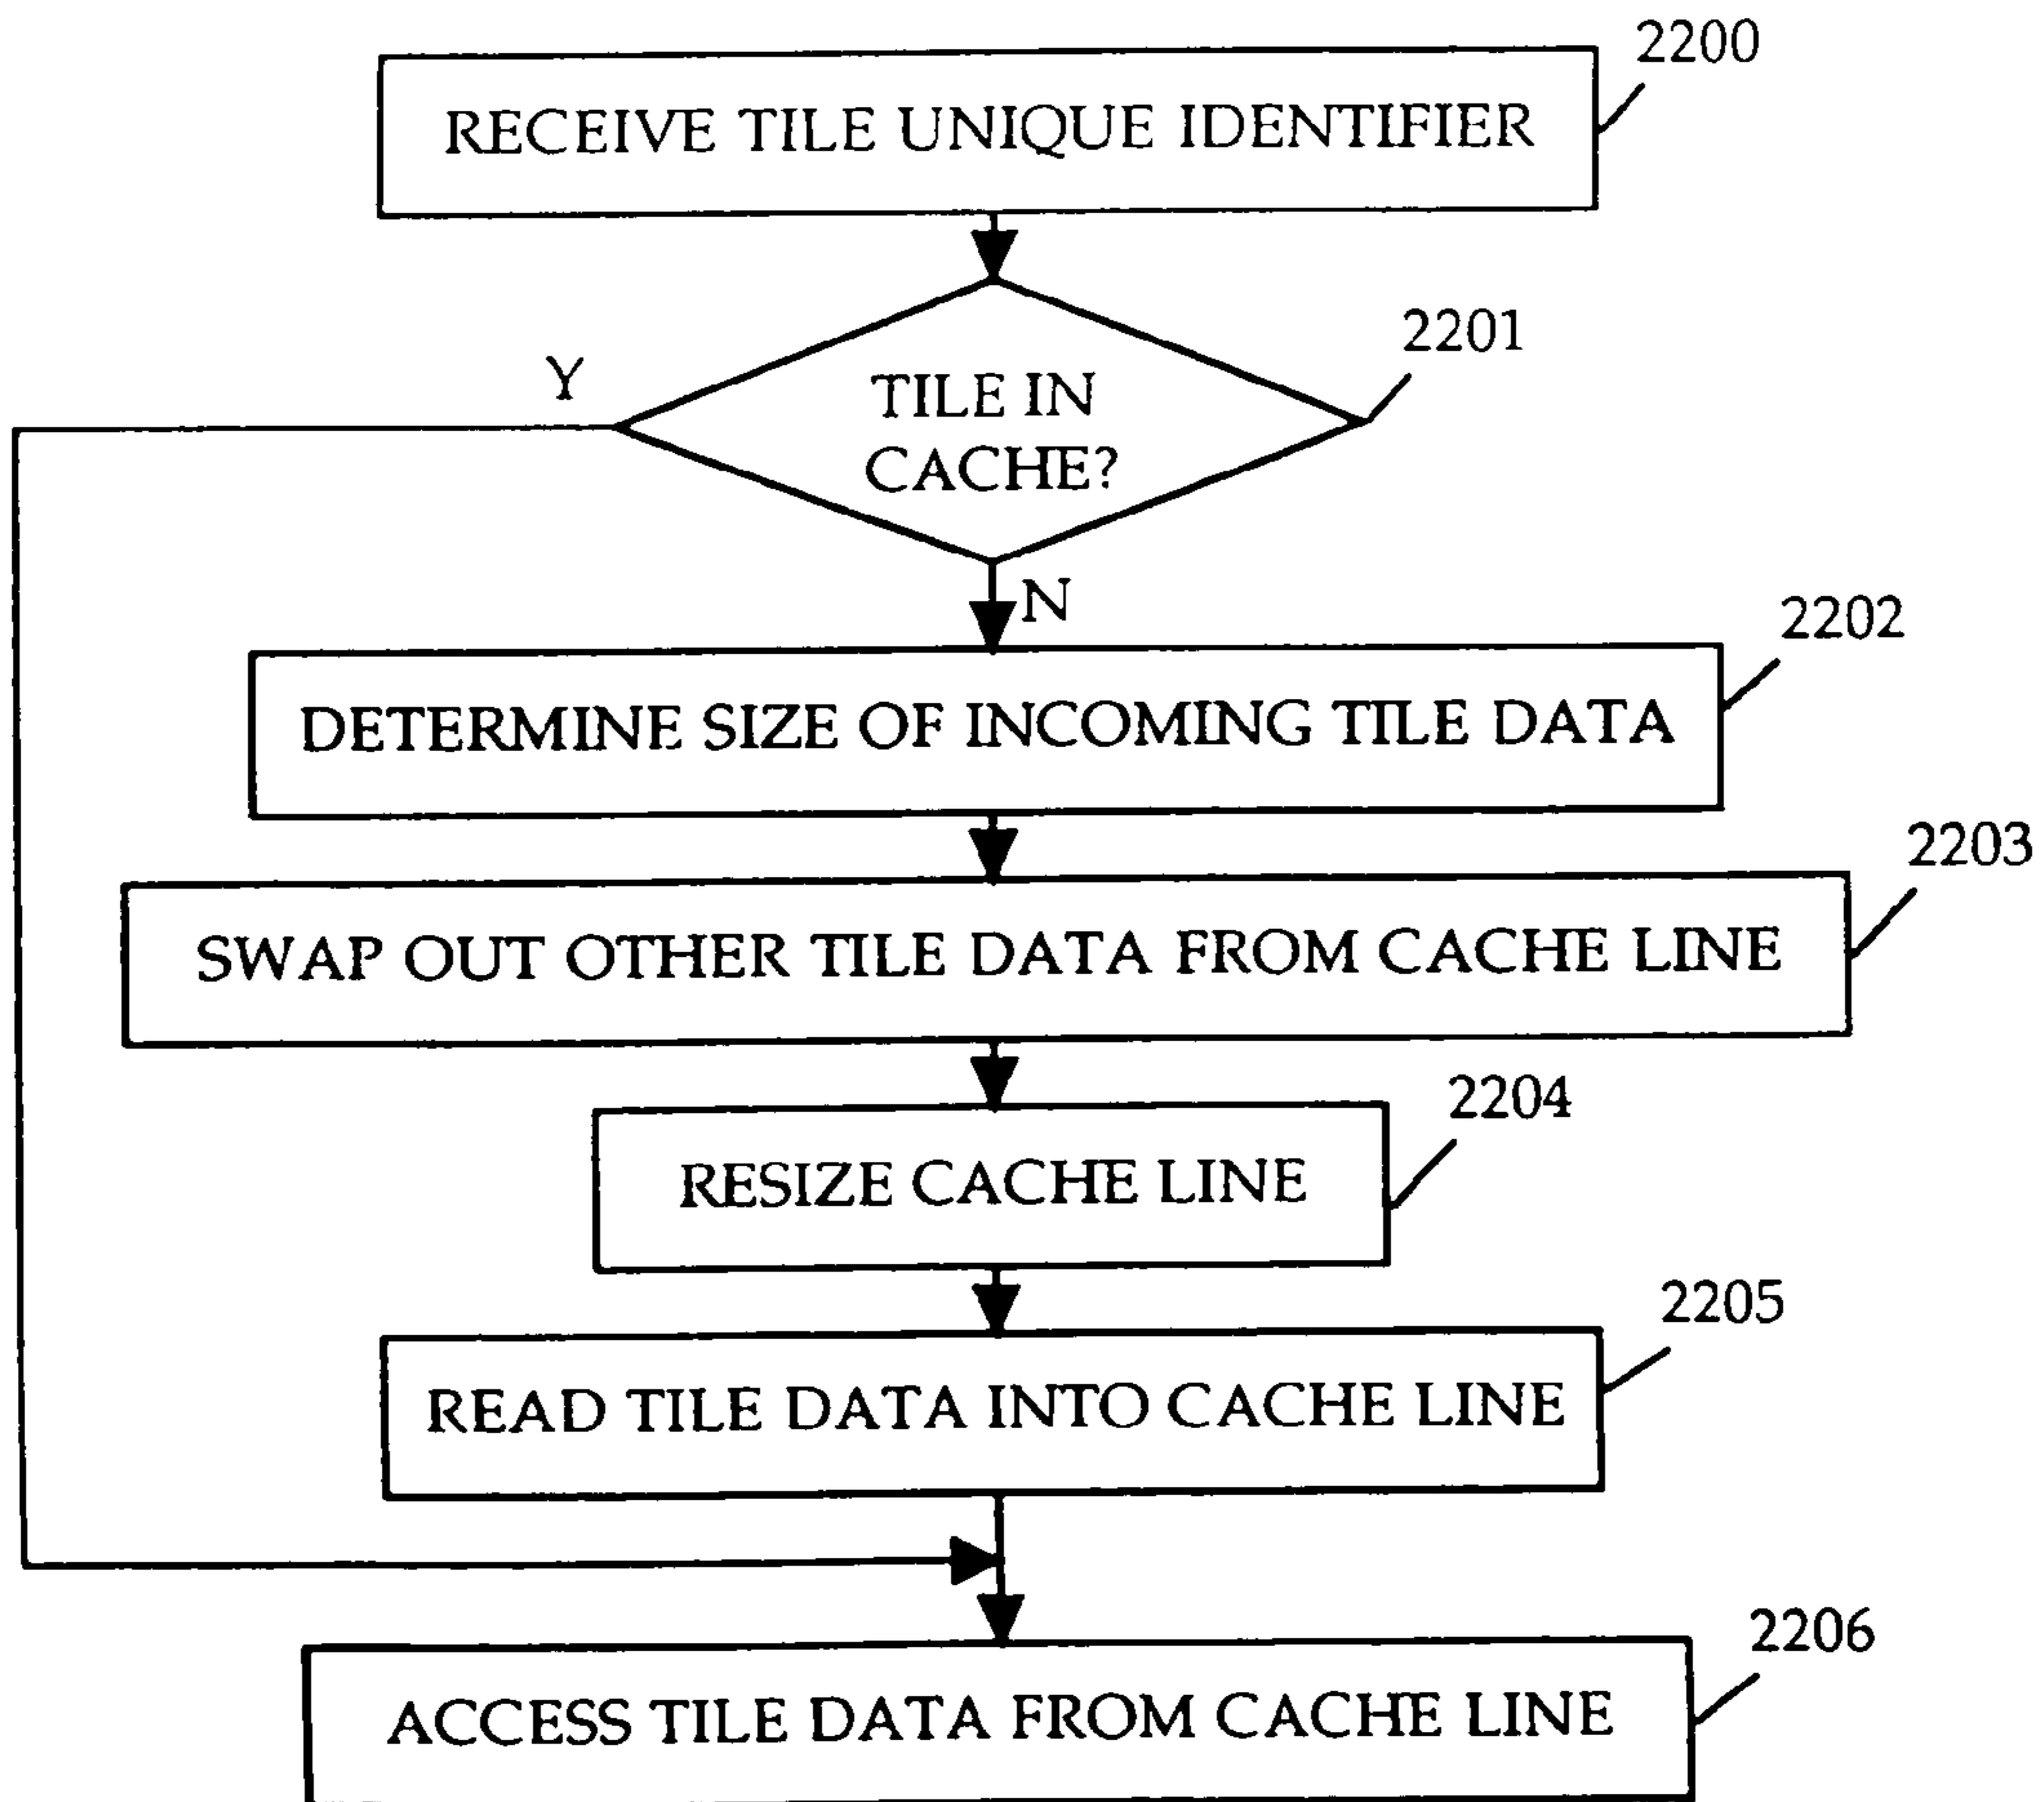 2200
RECEIVE TILE UNIQUE IDENTIFIER
2201
Y
TILE IN
CACHE?
N
2202
DETERMINE SIZE OF INCOMING TILE DATA
2203
SWAP OUT OTHER TILE DATA FROM CACHE LINE
2204
RESIZE CACHE LINE
2205
READ TILE DATA INTO CACHE LINE
2206
ACCESS TILE DATA FROM CACHE LINE